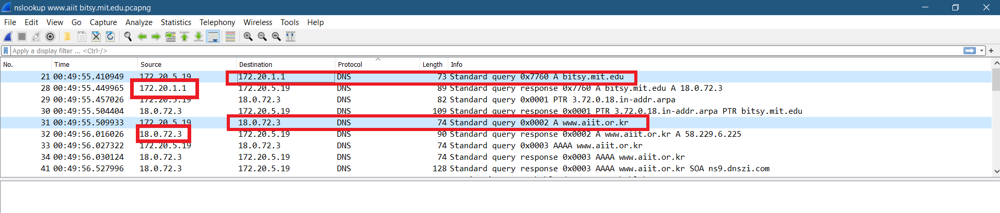 nslookup www.aiit bitsy.mit.edu.pcapng
File Edit View Go Capture Analyze Statistics Telephony Wireless Tools Help
Apply a display filter ... <Ctrl-/>
No. Time Source Destination Protocol Length Info
21 00:49:55.410949 172.20.5.19 172.20.1.1 DNS 73 Standard query 0x7760 A bitsy.mit.edu
28 00:49:55.449965 172.20.1.1 172.20.5.19 DNS 89 Standard query response 0x7760 A bitsy.mit.edu A 18.0.72.3
29 00:49:55.457026 172.20.5.19 18.0.72.3 DNS 82 Standard query 0x0001 PTR 3.72.0.18.in-addr.arpa
30 00:49:55.504404 18.0.72.3 172.20.5.19 DNS 109 Standard query response 0x0001 PTR 3.72.0.18.in-addr.arpa PTR bitsy.mit.edu
31 00:49:55.509933 172.20.5.19 18.0.72.3 DNS 74 Standard query 0x0002 A www.aiit.or.kr
32 00:49:56.016026 18.0.72.3 172.20.5.19 DNS 90 Standard query response 0x0002 A www.aiit.or.kr A 58.229.6.225
33 00:49:56.027322 172.20.5.19 18.0.72.3 DNS 74 Standard query 0x0003 AAAA www.aiit.or.kr
34 00:49:56.030124 18.0.72.3 172.20.5.19 DNS 74 Standard query response 0x0003 AAAA www.aiit.or.kr
41 00:49:56.527996 18.0.72.3 172.20.5.19 DNS 128 Standard query response 0x0003 AAAA www.aiit.or.kr SOA ns9.dnszi.com